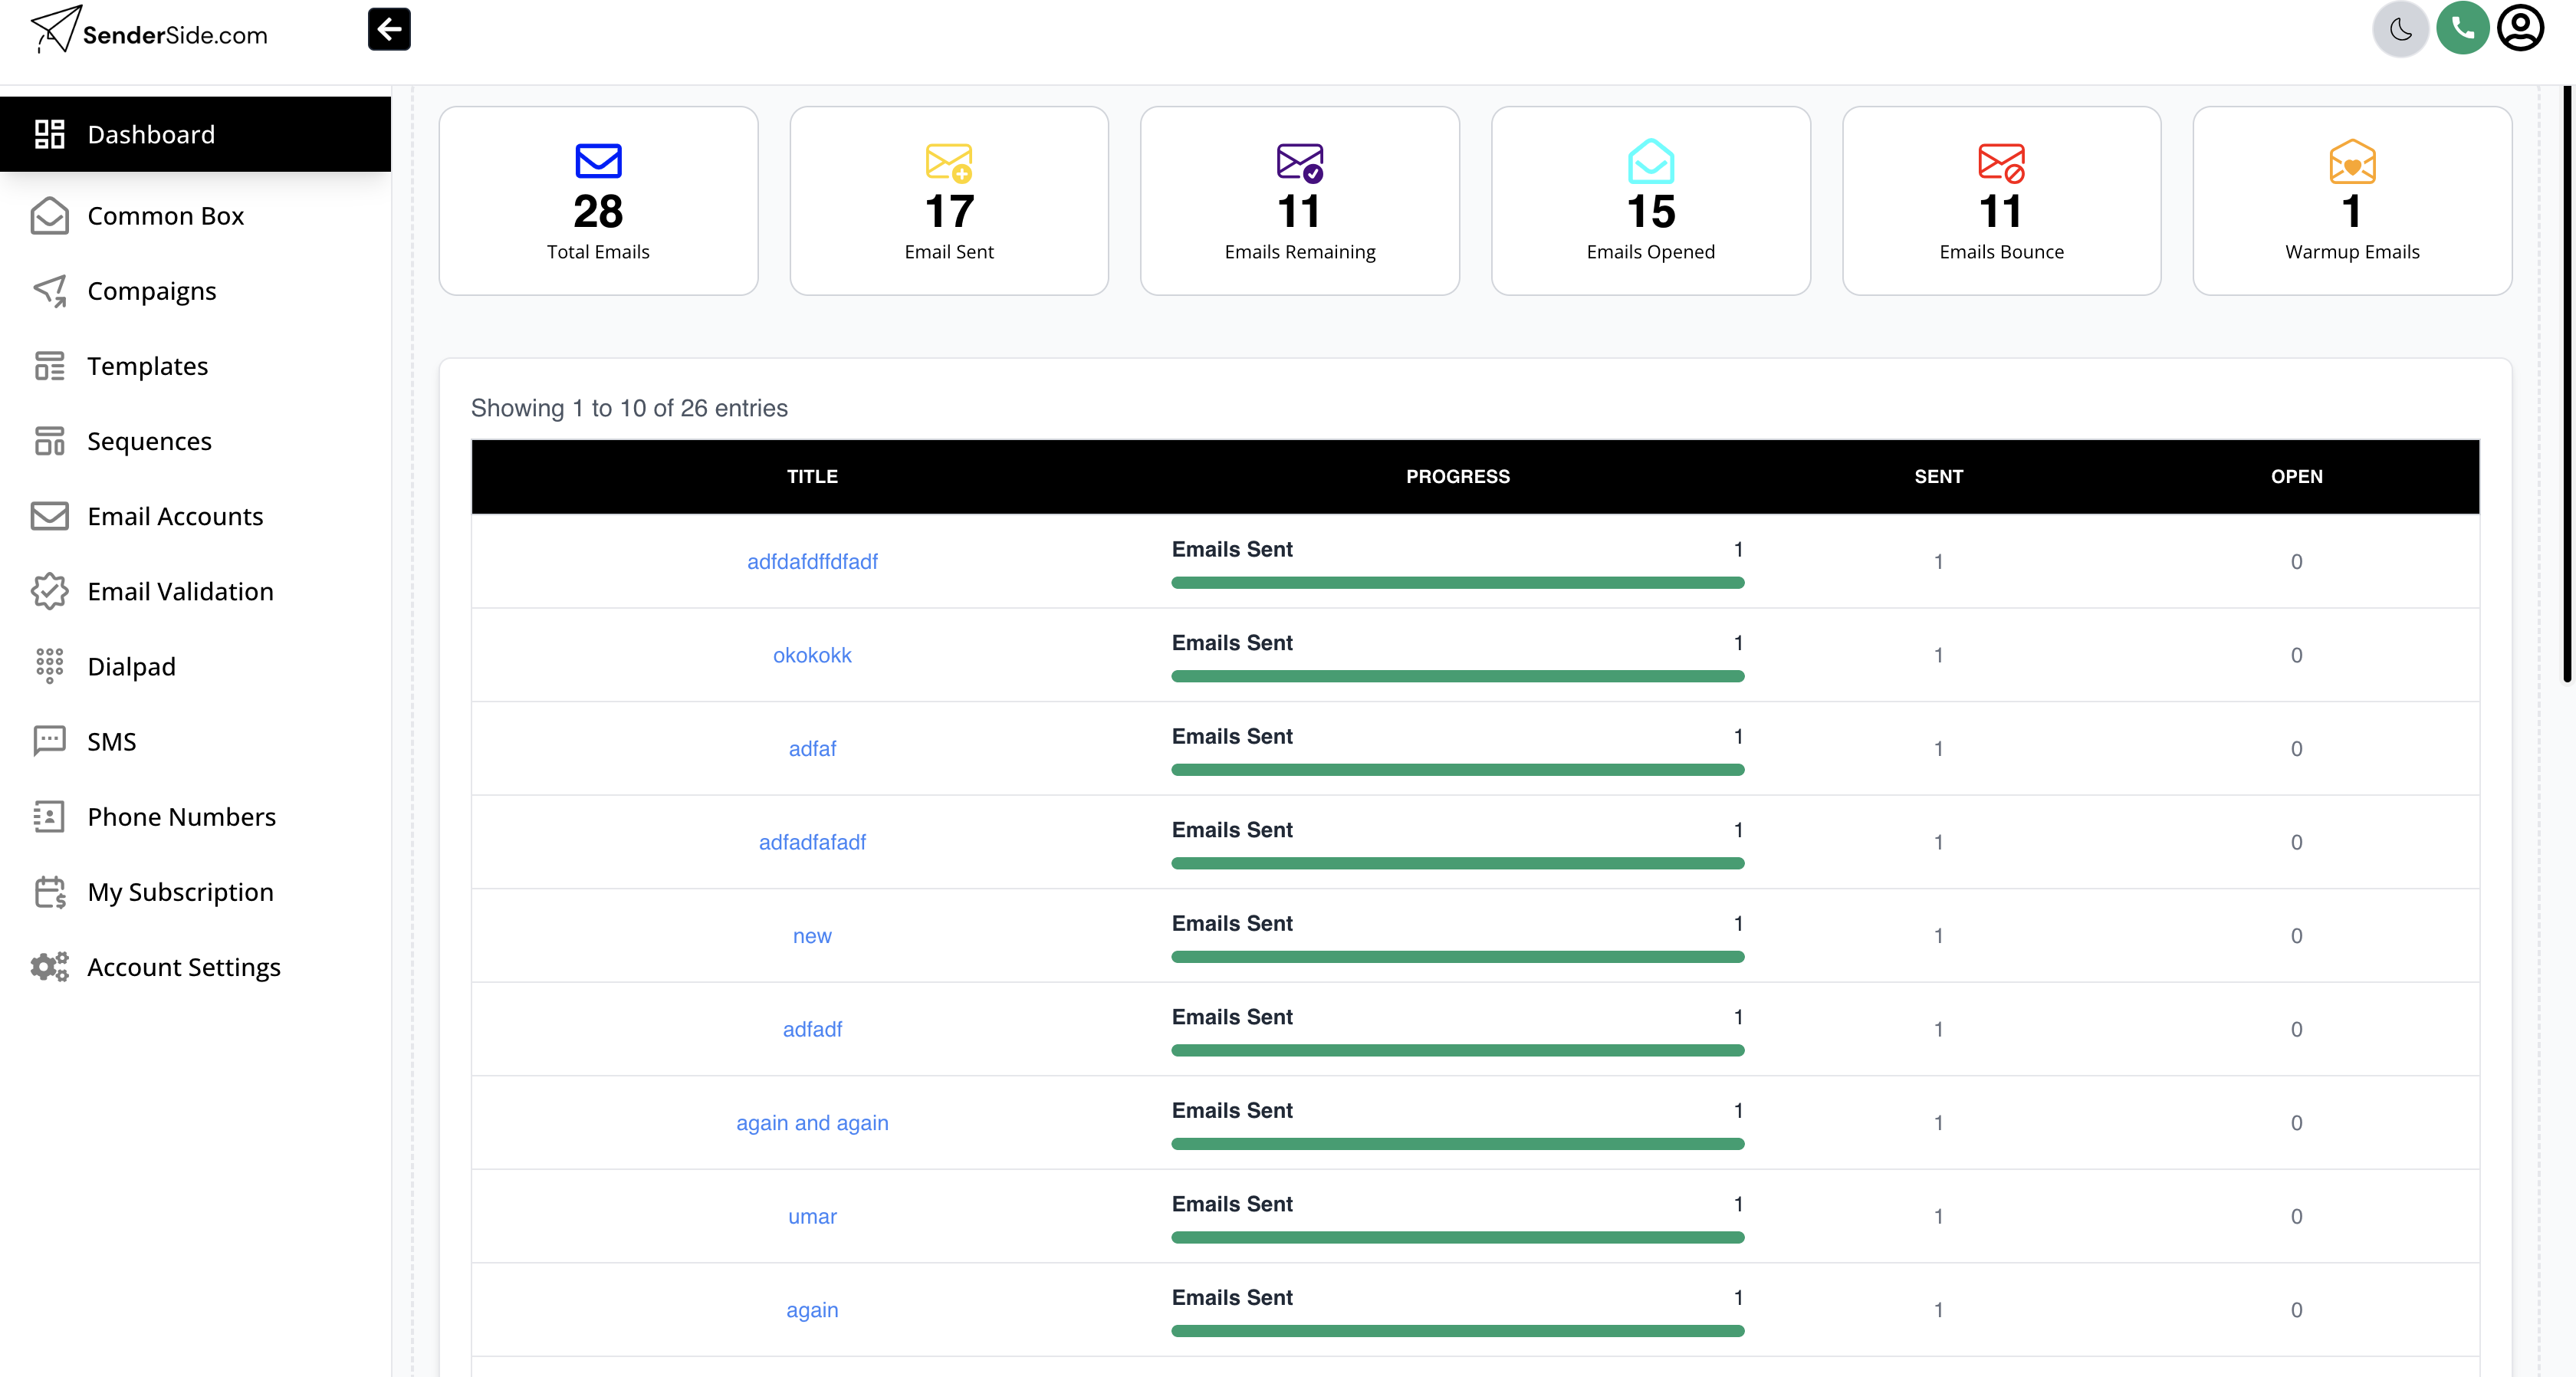 SenderSide.com
Dashboard
Common Box
Compaigns
Templates
Sequences
Email Accounts
Email Validation
Dialpad
SMS
Phone Numbers
My Subscription
Account Settings
28
Total Emails
17
Email Sent
11
Emails Remaining
15
Emails Opened
11
Emails Bounce
1
Warmup Emails
Showing 1 to 10 of 26 entries
TITLE PROGRESS SENT OPEN
adfdafdffdfadf Emails Sent 1 1 0
okokokk Emails Sent 1 1 0
adfaf Emails Sent 1 1 0
adfadfafadf Emails Sent 1 1 0
new Emails Sent 1 1 0
adfadf Emails Sent 1 1 0
again and again Emails Sent 1 1 0
umar Emails Sent 1 1 0
again Emails Sent 1 1 0